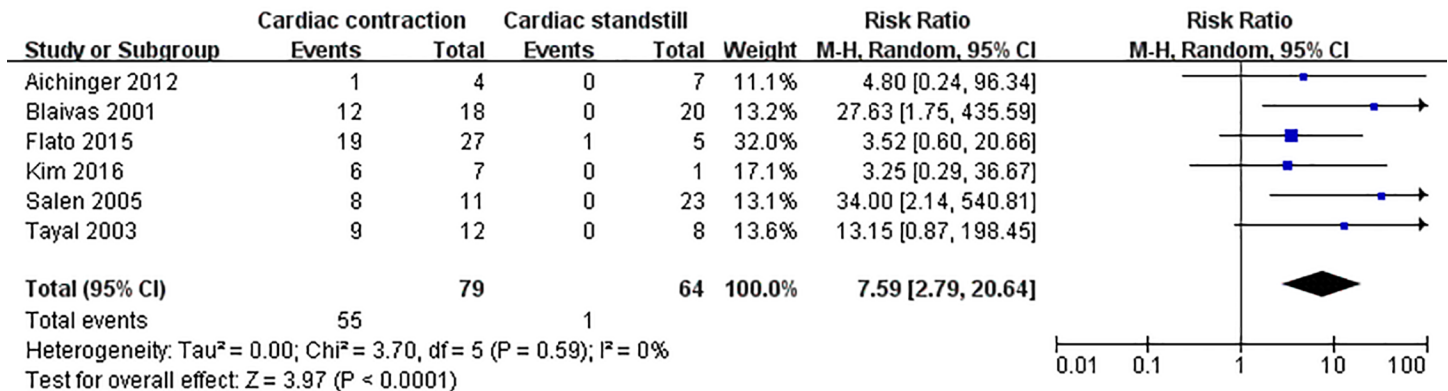 Cardiac contraction Cardiac standstill Risk Ratio Risk Ratio
Study or Subgroup Events Total Events Total Weight M-H, Random, 95% CI M-H, Random, 95% CI
Aichinger 2012 1 4 0 7 11.1% 4.80 [0.24, 96.34]
Blaivas 2001 12 18 0 20 13.2% 27.63 [1.75, 435.59]
Flato 2015 19 27 1 5 32.0% 3.52 [0.60, 20.66]
Kim 2016 6 7 0 1 17.1% 3.25 [0.29, 36.67]
Salen 2005 8 11 0 23 13.1% 34.00 [2.14, 540.81]
Tayal 2003 9 12 0 8 13.6% 13.15 [0.87, 198.45]
Total (95% CI) 79 64 100.0% 7.59 [2.79, 20.64]
Total events 55 1
Heterogeneity: Tau² = 0.00; Chi² = 3.70, df = 5 (P = 0.59); I² = 0%
Test for overall effect: Z = 3.97 (P < 0.0001)
0.01 0.1 1 10 100